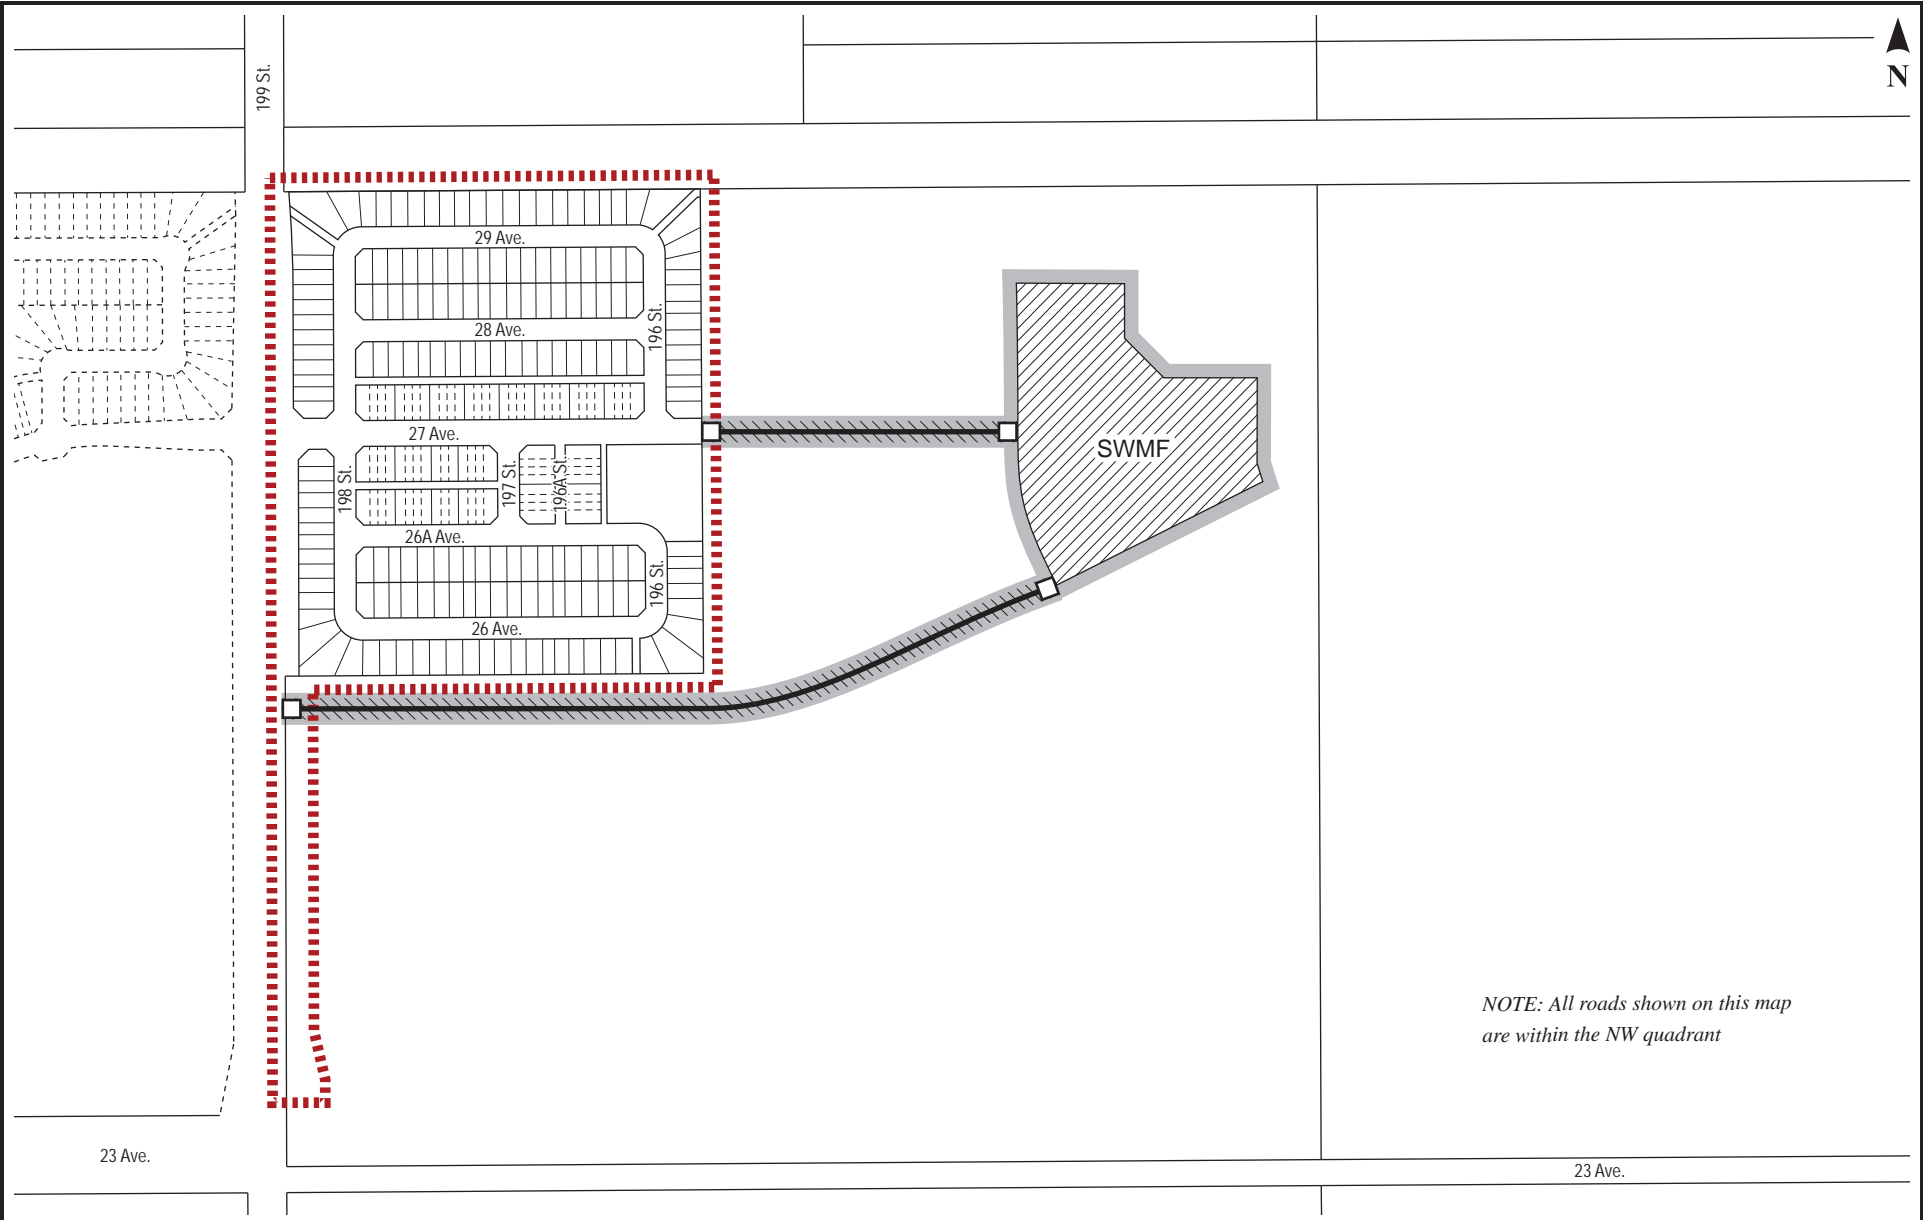 199 St.
N
29 Ave.
28 Ave.
196 St.
27 Ave.
SWMF
198 St.
197 St.
196A St.
26A Ave.
196 St.
26 Ave.
NOTE: All roads shown on this map
are within the NW quadrant
23 Ave.
23 Ave.